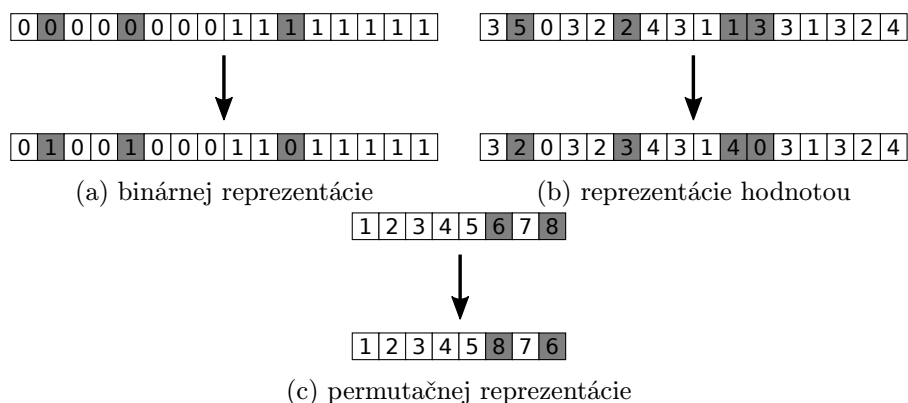 0 0 0 0 0 0 0 0 1 1 1 1 1 1 1 1
3 5 0 3 2 2 4 3 1 1 3 3 1 3 2 4
0 1 0 0 1 0 0 0 1 1 0 1 1 1 1 1
3 2 0 3 2 3 4 3 1 4 0 3 1 3 2 4
(a) binárnej reprezentácie
(b) reprezentácie hodnotou
1 2 3 4 5 6 7 8
1 2 3 4 5 8 7 6
(c) permutačnej reprezentácie